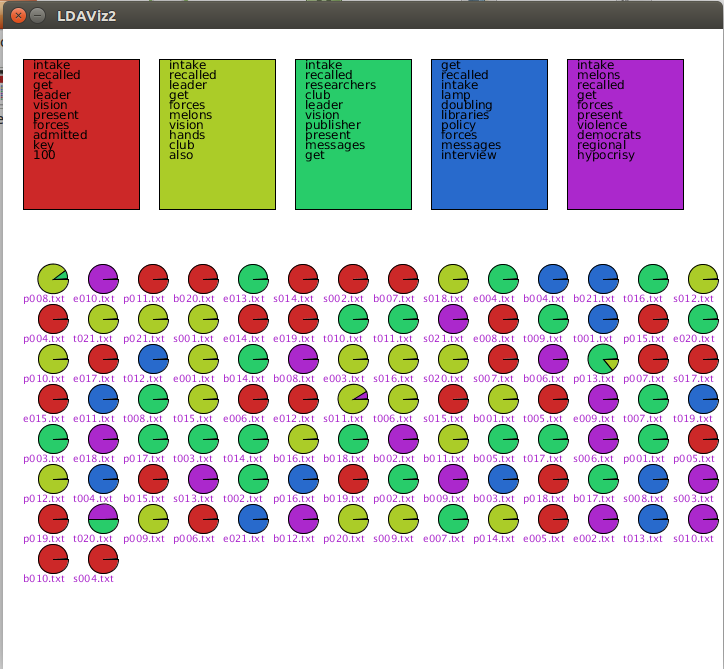 LDAViz2
intake
recalled
get
leader
vision
present
forces
admitted
key
100
intake
recalled
leader
get
forces
melons
vision
hands
club
also
intake
recalled
researchers
club
leader
vision
publisher
present
messages
get
get
recalled
intake
lamp
doubling
libraries
policy
forces
messages
interview
intake
melons
recalled
get
forces
present
violence
democrats
regional
hypocrisy
p008.txt e010.txt p011.txt b020.txt e013.txt s014.txt s002.txt b007.txt s018.txt e004.txt b004.txt b021.txt t016.txt s012.txt
p004.txt t021.txt p021.txt s001.txt e014.txt e019.txt t010.txt t011.txt s021.txt e008.txt t009.txt t001.txt p015.txt e020.txt
p010.txt e017.txt t012.txt e001.txt b014.txt b008.txt e003.txt s016.txt s020.txt s007.txt b006.txt p013.txt p007.txt s017.txt
e015.txt e011.txt t008.txt t015.txt e006.txt e012.txt s011.txt t006.txt s015.txt b001.txt t005.txt e009.txt t007.txt t019.txt
p003.txt e018.txt p017.txt t003.txt t014.txt b016.txt b018.txt b002.txt b011.txt b005.txt t017.txt s006.txt p001.txt p005.txt
p012.txt t004.txt b015.txt s013.txt t002.txt p016.txt b019.txt p002.txt b009.txt b003.txt p018.txt b017.txt s008.txt s003.txt
p019.txt t020.txt p009.txt p006.txt e021.txt b012.txt p020.txt s009.txt e007.txt p014.txt e005.txt e002.txt t013.txt s010.txt
b010.txt s004.txt